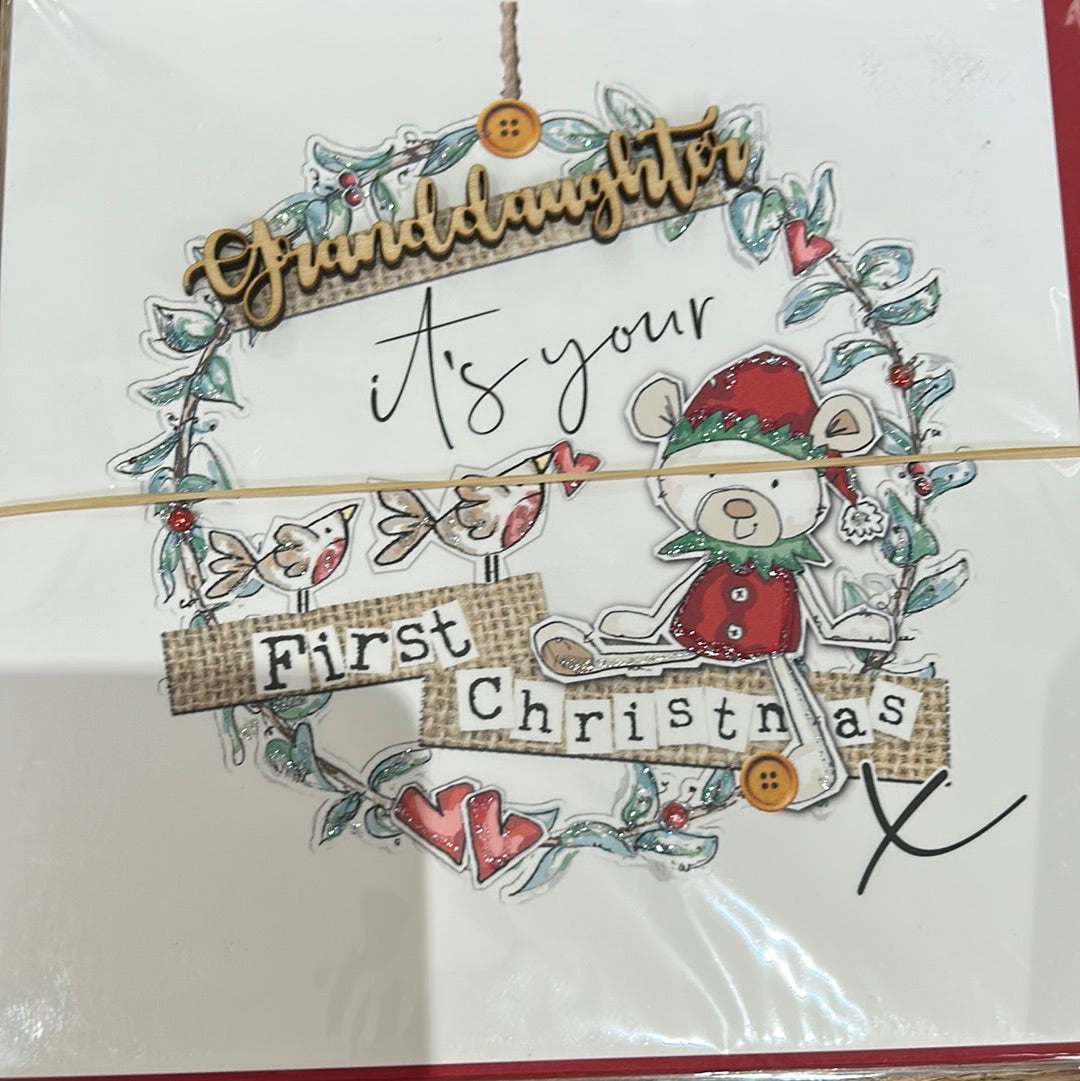 Granddaughter
it's your
First
Christmas
x